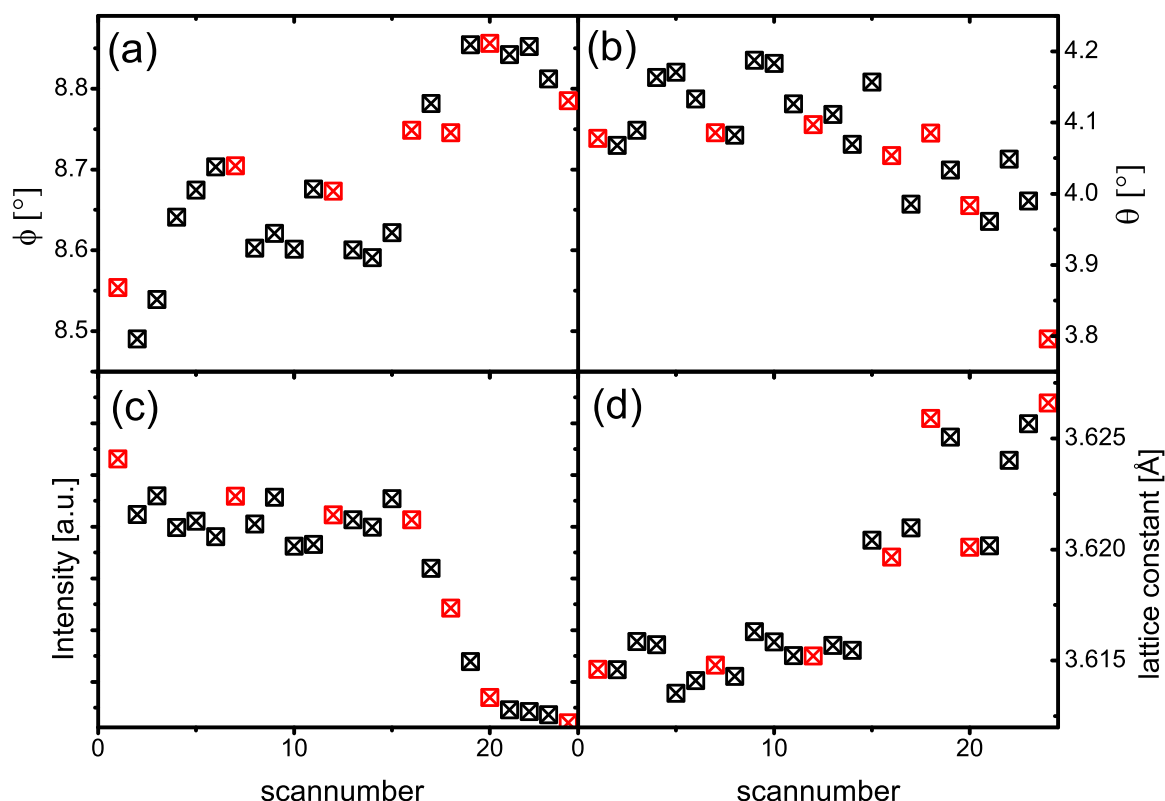 (a)
8.8
8.7
8.6
8.5
ϕ [°]
(b)
4.2
4.1
4.0
3.9
3.8
θ [°]
(c)
Intensity [a.u.]
0
10
20
scannumber
(d)
3.625
3.620
3.615
lattice constant [Å]
10
20
scannumber